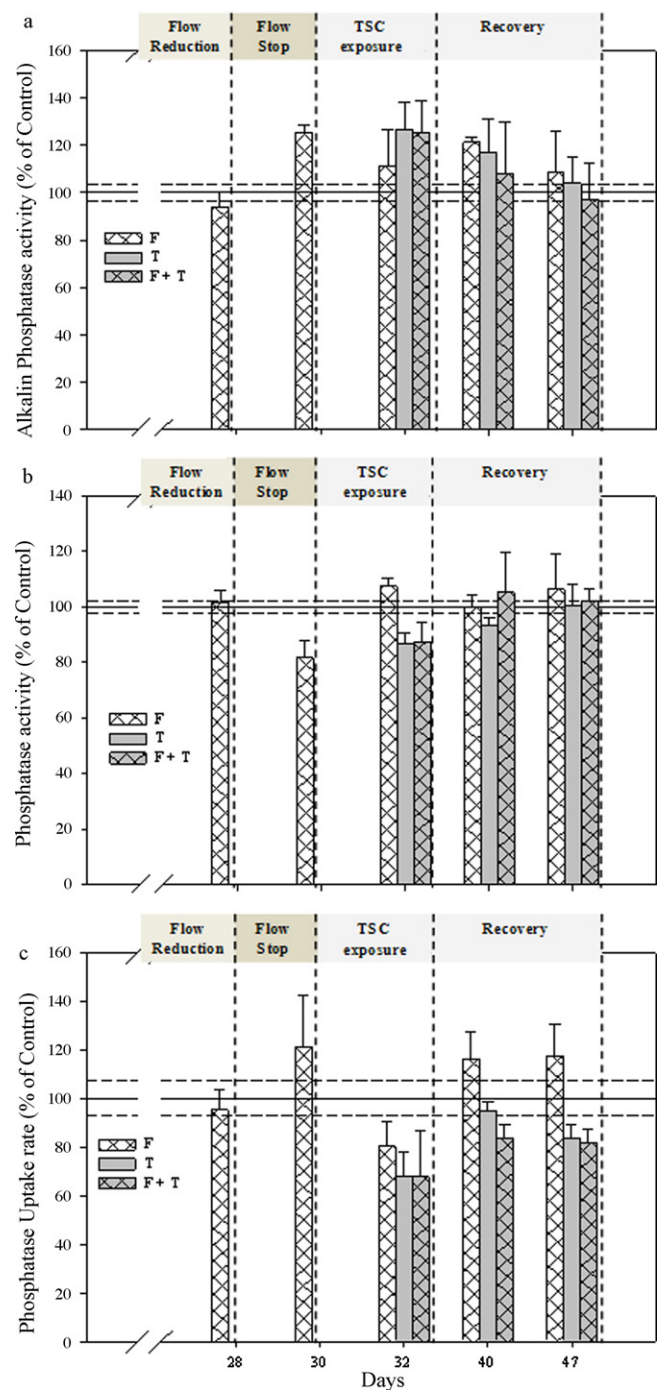 a
Flow Reduction
Flow Stop
TSC exposure
Recovery
Alkalin Phosphatase activity (% of Control)
160
140
120
100
80
60
40
20
0
F
T
F+ T
b
Flow Reduction
Flow Stop
TSC exposure
Recovery
Phosphatase activity (% of Control)
140
120
100
80
60
40
20
0
F
T
F+ T
c
Flow Reduction
Flow Stop
TSC exposure
Recovery
Phosphatase Uptake rate (% of Control)
160
140
120
100
80
60
40
20
0
F
T
F+ T
28 30 32 40 47
Days